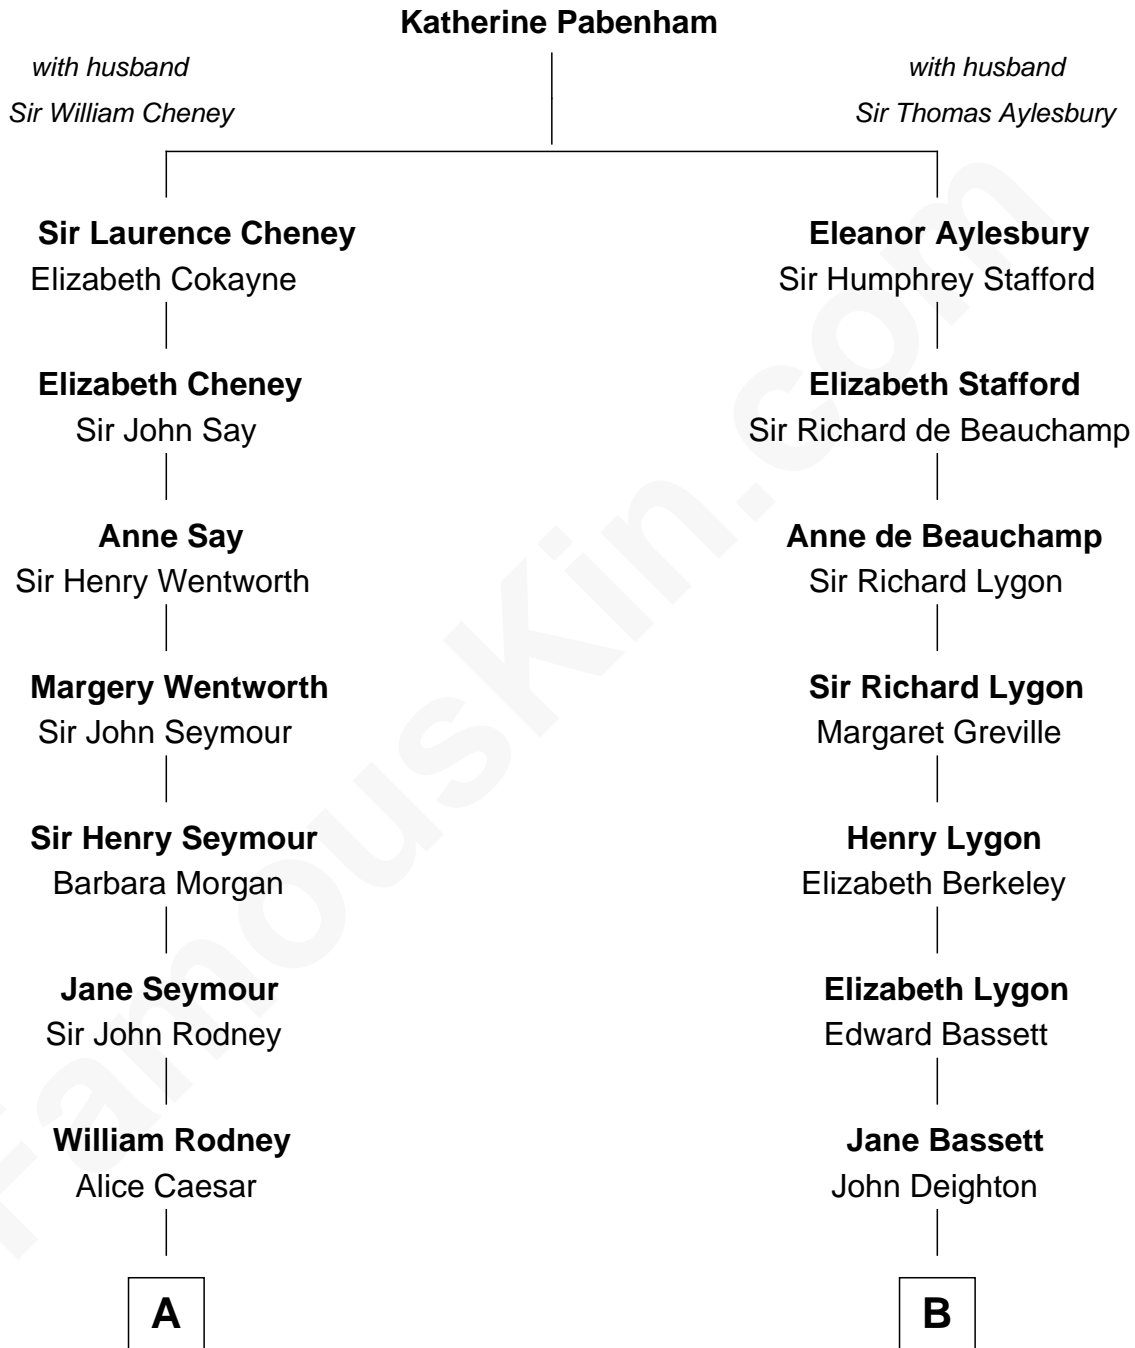 Katherine Pabenham
with husband
Sir William Cheney
with husband
Sir Thomas Aylesbury
Sir Laurence Cheney
Elizabeth Cokayne
Eleanor Aylesbury
Sir Humphrey Stafford
Elizabeth Cheney
Sir John Say
Elizabeth Stafford
Sir Richard de Beauchamp
Anne Say
Sir Henry Wentworth
Anne de Beauchamp
Sir Richard Lygon
Margery Wentworth
Sir John Seymour
Sir Richard Lygon
Margaret Greville
Sir Henry Seymour
Barbara Morgan
Henry Lygon
Elizabeth Berkeley
Jane Seymour
Sir John Rodney
Elizabeth Lygon
Edward Bassett
William Rodney
Alice Caesar
Jane Bassett
John Deighton
A
B
FamousKin.com